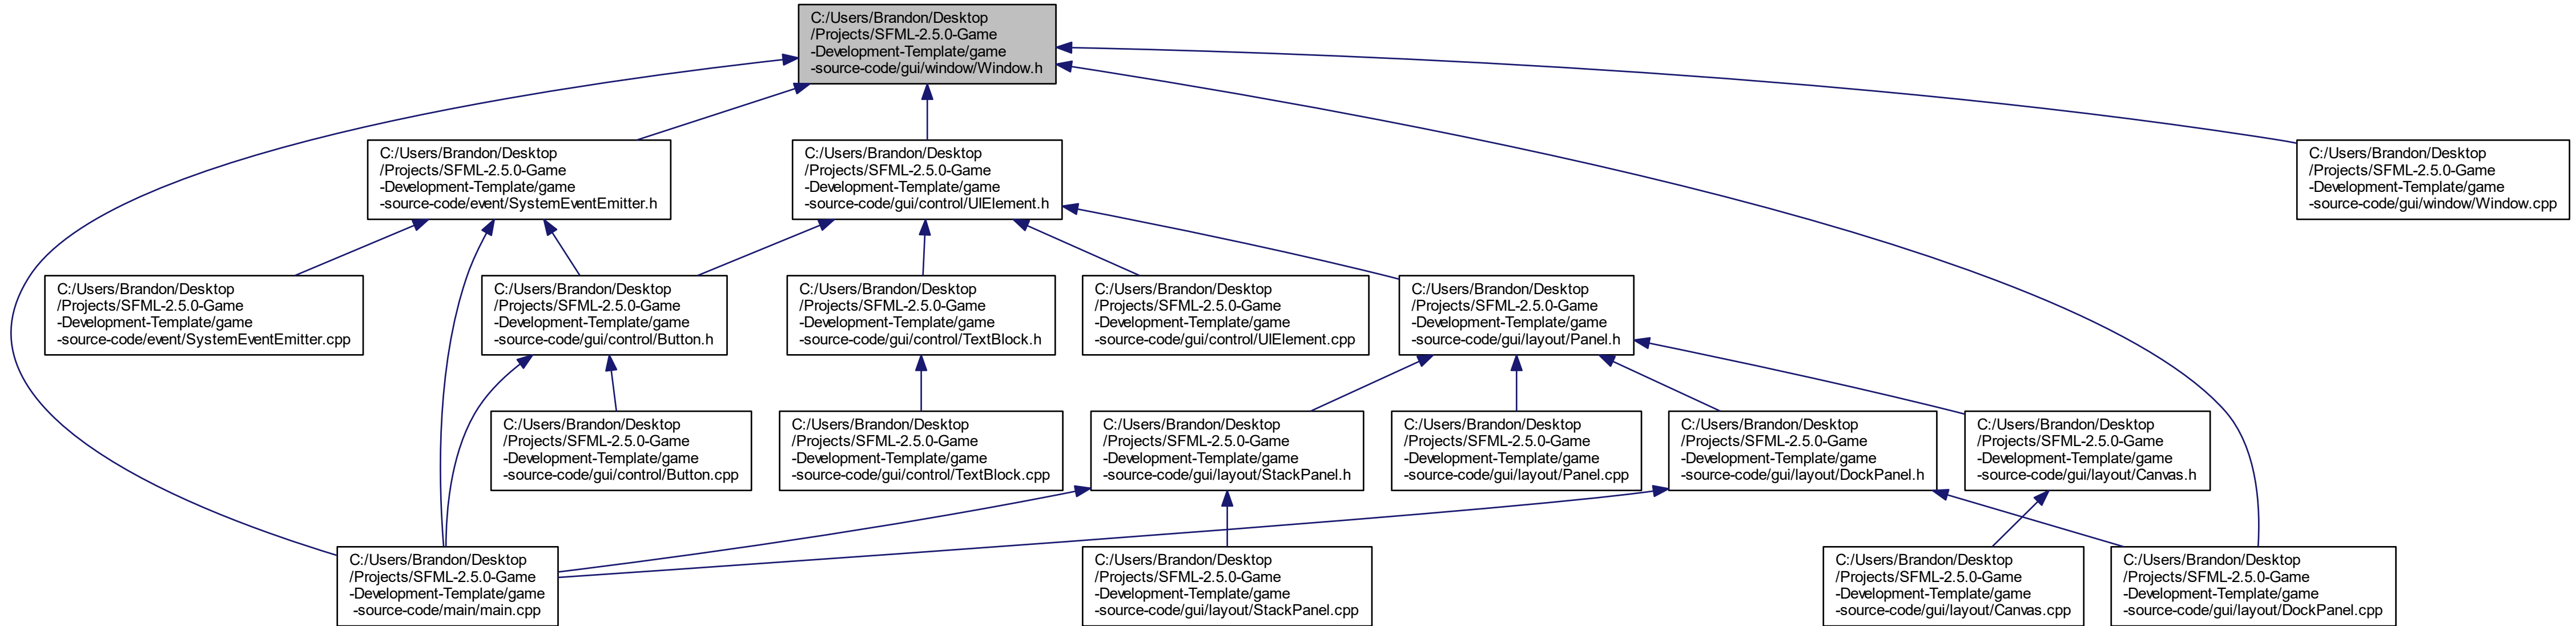 C:/Users/Brandon/Desktop
/Projects/SFML-2.5.0-Game
-Development-Template/game
-source-code/gui/window/Window.h
C:/Users/Brandon/Desktop
/Projects/SFML-2.5.0-Game
-Development-Template/game
-source-code/event/SystemEventEmitter.h
C:/Users/Brandon/Desktop
/Projects/SFML-2.5.0-Game
-Development-Template/game
-source-code/gui/control/UIElement.h
C:/Users/Brandon/Desktop
/Projects/SFML-2.5.0-Game
-Development-Template/game
-source-code/gui/window/Window.cpp
C:/Users/Brandon/Desktop
/Projects/SFML-2.5.0-Game
-Development-Template/game
-source-code/event/SystemEventEmitter.cpp
C:/Users/Brandon/Desktop
/Projects/SFML-2.5.0-Game
-Development-Template/game
-source-code/gui/control/Button.h
C:/Users/Brandon/Desktop
/Projects/SFML-2.5.0-Game
-Development-Template/game
-source-code/gui/control/TextBlock.h
C:/Users/Brandon/Desktop
/Projects/SFML-2.5.0-Game
-Development-Template/game
-source-code/gui/control/UIElement.cpp
C:/Users/Brandon/Desktop
/Projects/SFML-2.5.0-Game
-Development-Template/game
-source-code/gui/layout/Panel.h
C:/Users/Brandon/Desktop
/Projects/SFML-2.5.0-Game
-Development-Template/game
-source-code/gui/control/Button.cpp
C:/Users/Brandon/Desktop
/Projects/SFML-2.5.0-Game
-Development-Template/game
-source-code/gui/control/TextBlock.cpp
C:/Users/Brandon/Desktop
/Projects/SFML-2.5.0-Game
-Development-Template/game
-source-code/gui/layout/StackPanel.h
C:/Users/Brandon/Desktop
/Projects/SFML-2.5.0-Game
-Development-Template/game
-source-code/gui/layout/Panel.cpp
C:/Users/Brandon/Desktop
/Projects/SFML-2.5.0-Game
-Development-Template/game
-source-code/gui/layout/DockPanel.h
C:/Users/Brandon/Desktop
/Projects/SFML-2.5.0-Game
-Development-Template/game
-source-code/gui/layout/Canvas.h
C:/Users/Brandon/Desktop
/Projects/SFML-2.5.0-Game
-Development-Template/game
-source-code/main/main.cpp
C:/Users/Brandon/Desktop
/Projects/SFML-2.5.0-Game
-Development-Template/game
-source-code/gui/layout/StackPanel.cpp
C:/Users/Brandon/Desktop
/Projects/SFML-2.5.0-Game
-Development-Template/game
-source-code/gui/layout/Canvas.cpp
C:/Users/Brandon/Desktop
/Projects/SFML-2.5.0-Game
-Development-Template/game
-source-code/gui/layout/DockPanel.cpp